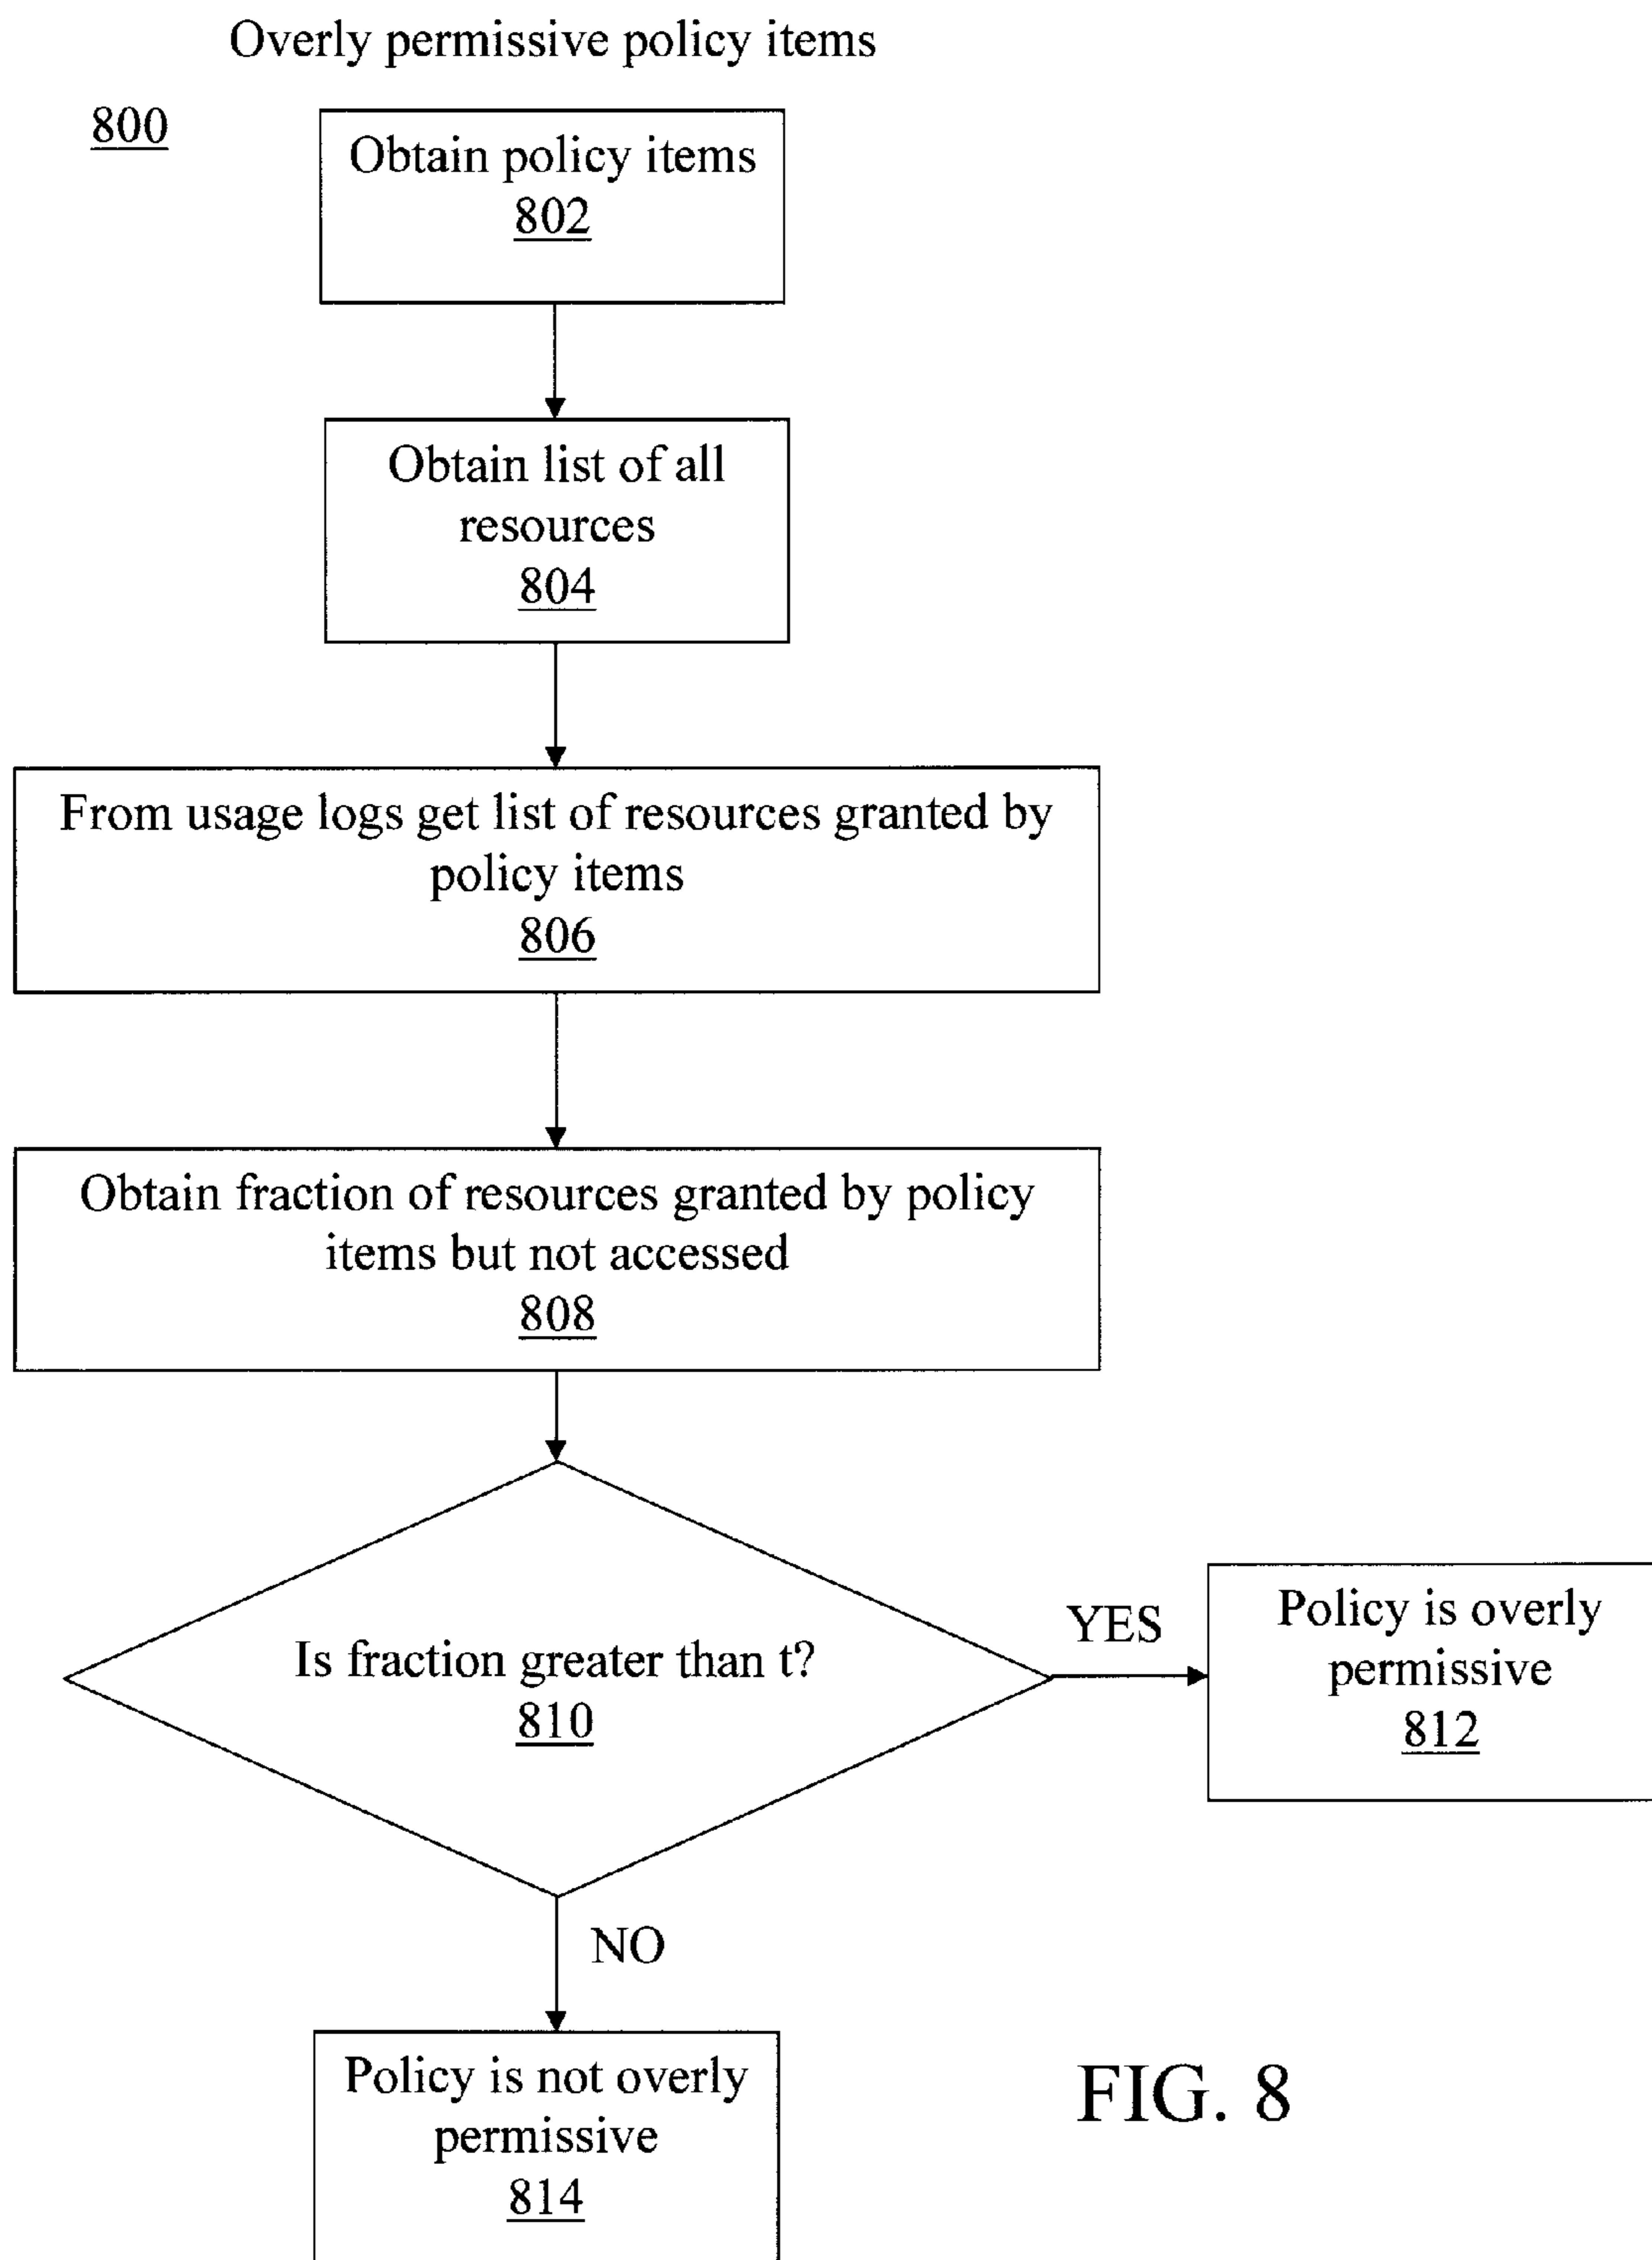 Overly permissive policy items
800
Obtain policy items
802
Obtain list of all
resources
804
From usage logs get list of resources granted by
policy items
806
Obtain fraction of resources granted by policy
items but not accessed
808
Is fraction greater than t?
810
YES
Policy is overly
permissive
812
NO
Policy is not overly
permissive
814
FIG. 8